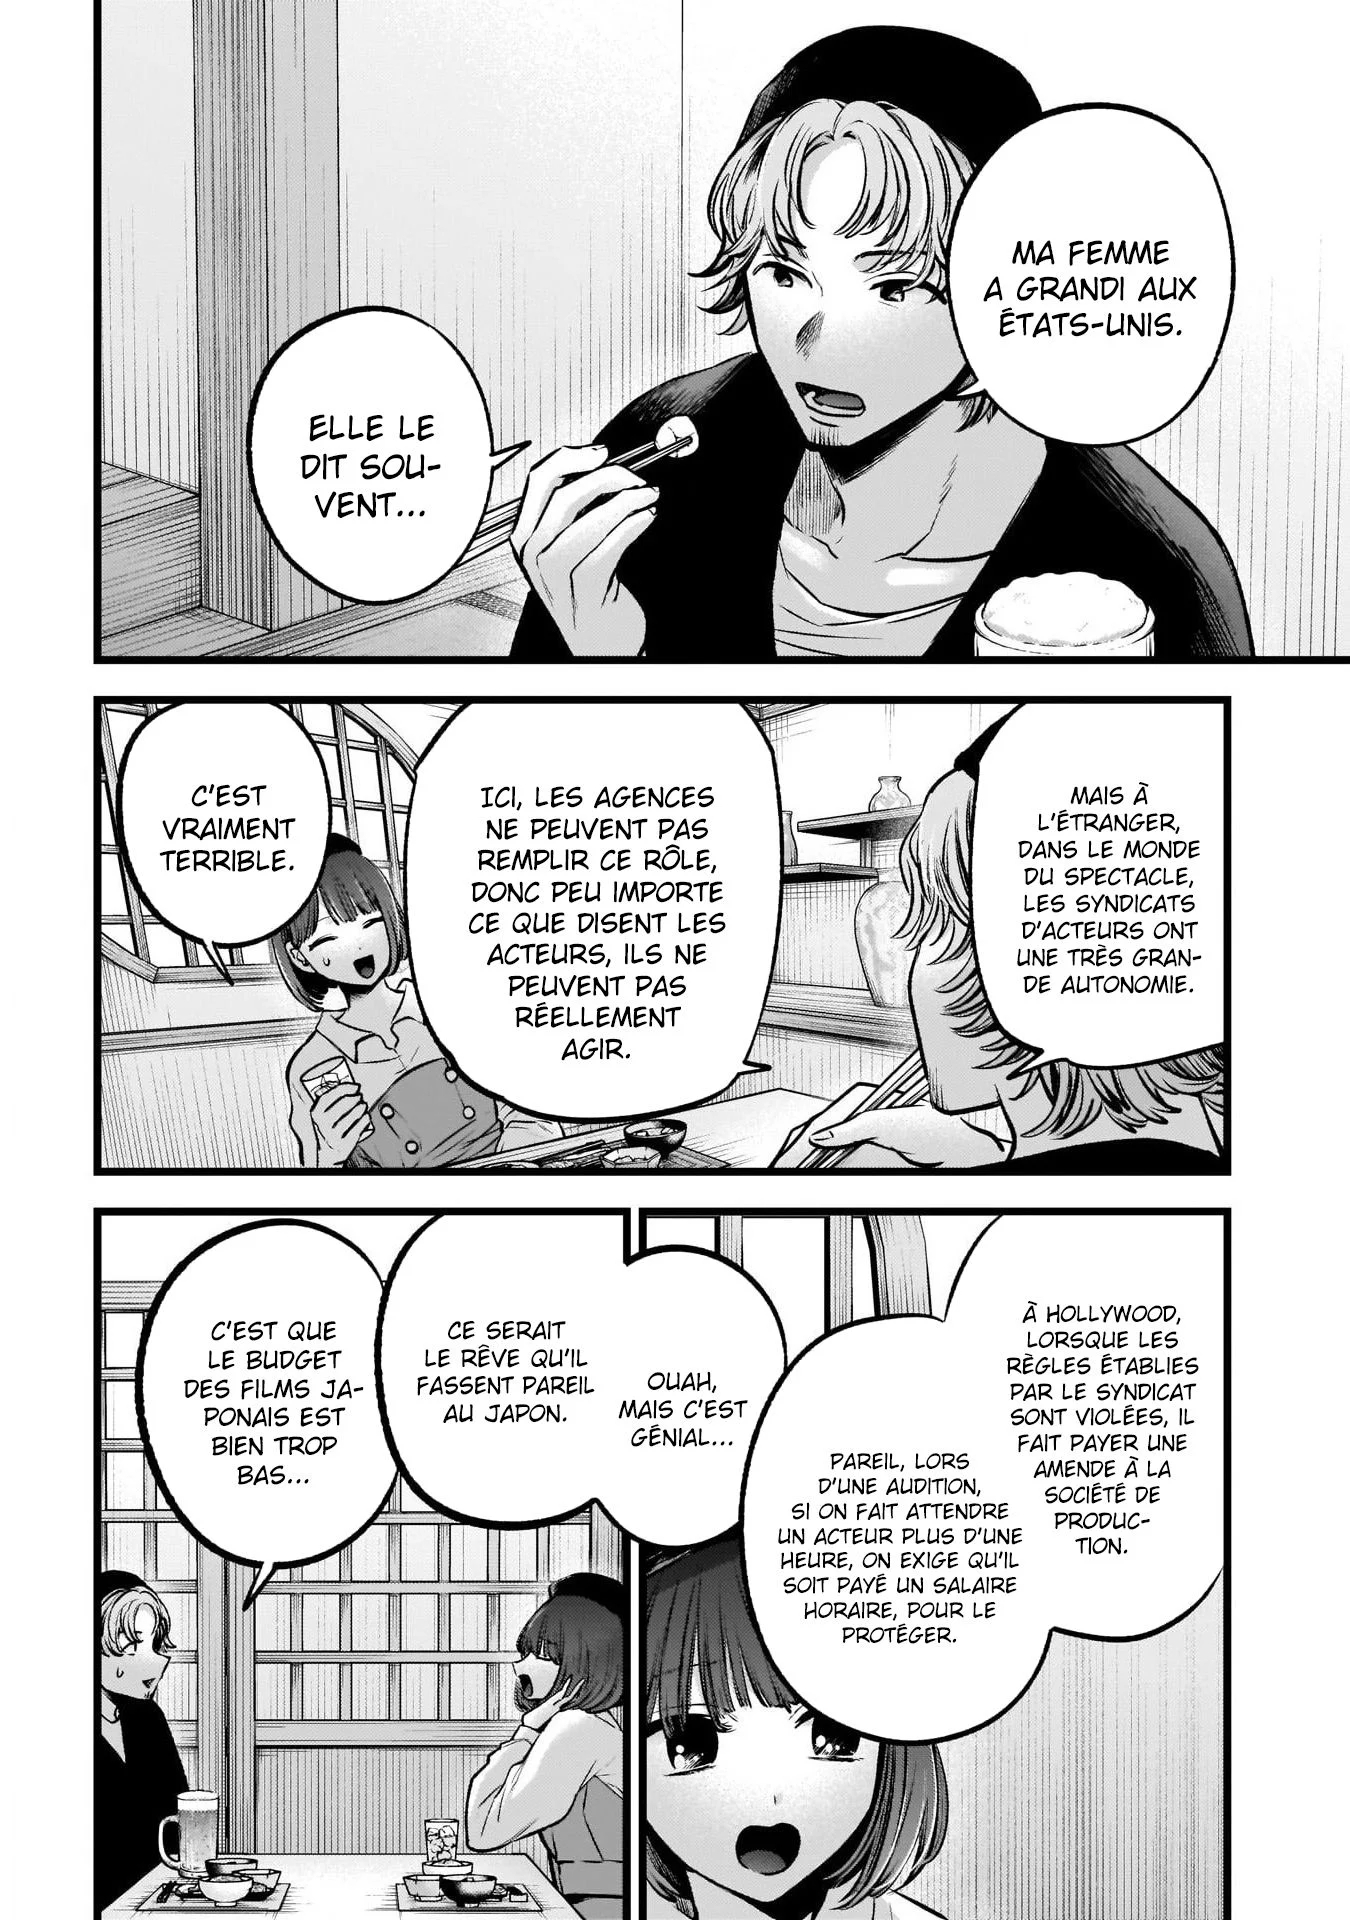 MA FEMME
A GRANDI AUX
ÉTATS-UNIS.
ELLE LE
DIT SOU-
VENT...
MAIS À
L'ÉTRANGER,
DANS LE MONDE
DU SPECTACLE,
LES SYNDICATS
D'ACTEURS ONT
UNE TRÈS GRAN-
DE AUTONOMIE.
ICI, LES AGENCES
NE PEUVENT PAS
REMPLIR CE RÔLE,
DONC PEU IMPORTE
CE QUE DISENT LES
ACTEURS, ILS NE
PEUVENT PAS
RÉELLEMENT
AGIR.
C'EST
VRAIMENT
TERRIBLE.
À HOLLYWOOD,
LORSQUE LES
RÈGLES ÉTABLIES
PAR LE SYNDICAT
SONT VIOLÉES, IL
FAIT PAYER UNE
AMENDE À LA
SOCIÉTÉ DE
PRODUC-
TION.
PAREIL, LORS
D'UNE AUDITION,
SI ON FAIT ATTENDRE
UN ACTEUR PLUS D'UNE
HEURE, ON EXIGE QU'IL
SOIT PAYÉ UN SALAIRE
HORAIRE, POUR LE
PROTÉGER.
OUAH,
MAIS C'EST
GÉNIAL...
CE SERAIT
LE RÊVE QU'IL
FASSENT PAREIL
AU JAPON.
C'EST QUE
LE BUDGET
DES FILMS JA-
PONAIS EST
BIEN TROP
BAS...